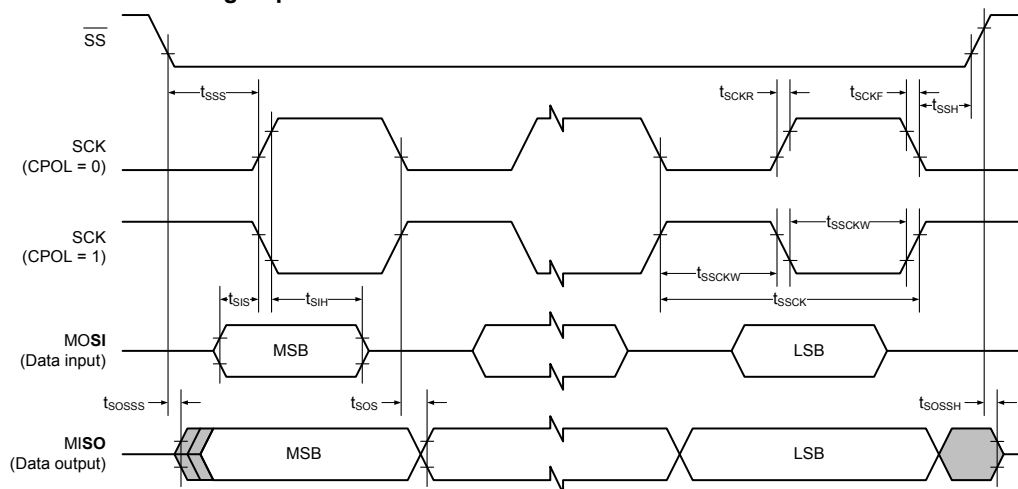 SS
tSSS
tSCKR
tSCKF
tSSH
SCK
(CPOL = 0)
SCK
(CPOL = 1)
tSSCKW
tSSCKW
tSIS
tSIH
tSSCK
MOSI
(Data input)
MSB
LSB
tSOSSS
tSOS
tSOSSH
MISO
(Data output)
MSB
LSB